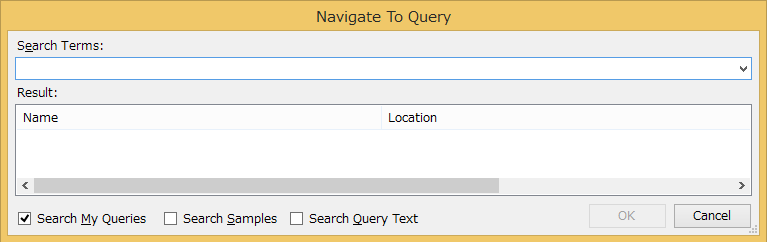 Navigate To Query
Search Terms:
Result:
Name Location
Search My Queries Search Samples Search Query Text OK Cancel